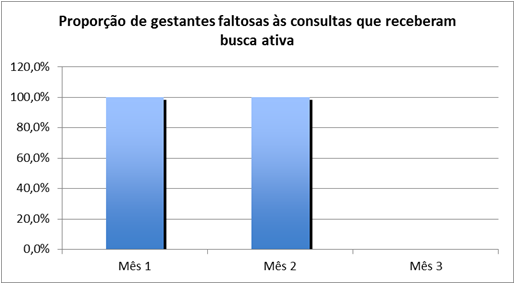 Proporção de gestantes faltosas às consultas que receberam
busca ativa
120,0%
100,0%
80,0%
60,0%
40,0%
20,0%
0,0%
Mês 1 Mês 2 Mês 3